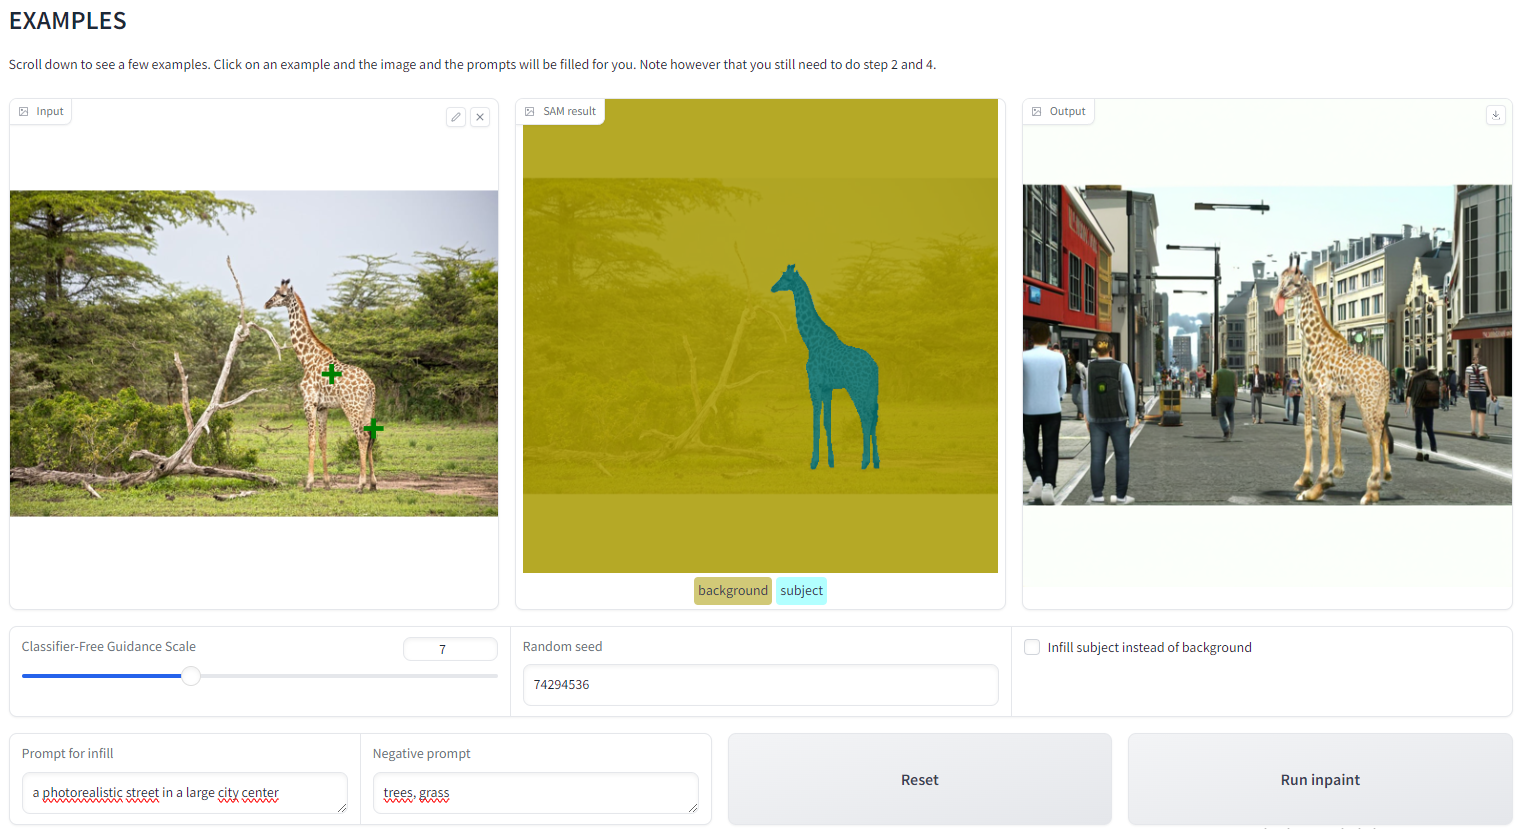 EXAMPLES
Scroll down to see a few examples. Click on an example and the image and the prompts will be filled for you. Note however that you still need to do step 2 and 4.
Input
SAM result
Output
background
subject
Classifier-Free Guidance Scale
7
Random seed
74294536
Infill subject instead of background
Prompt for infill
a photorealistic street in a large city center
Negative prompt
trees, grass
Reset
Run inpaint